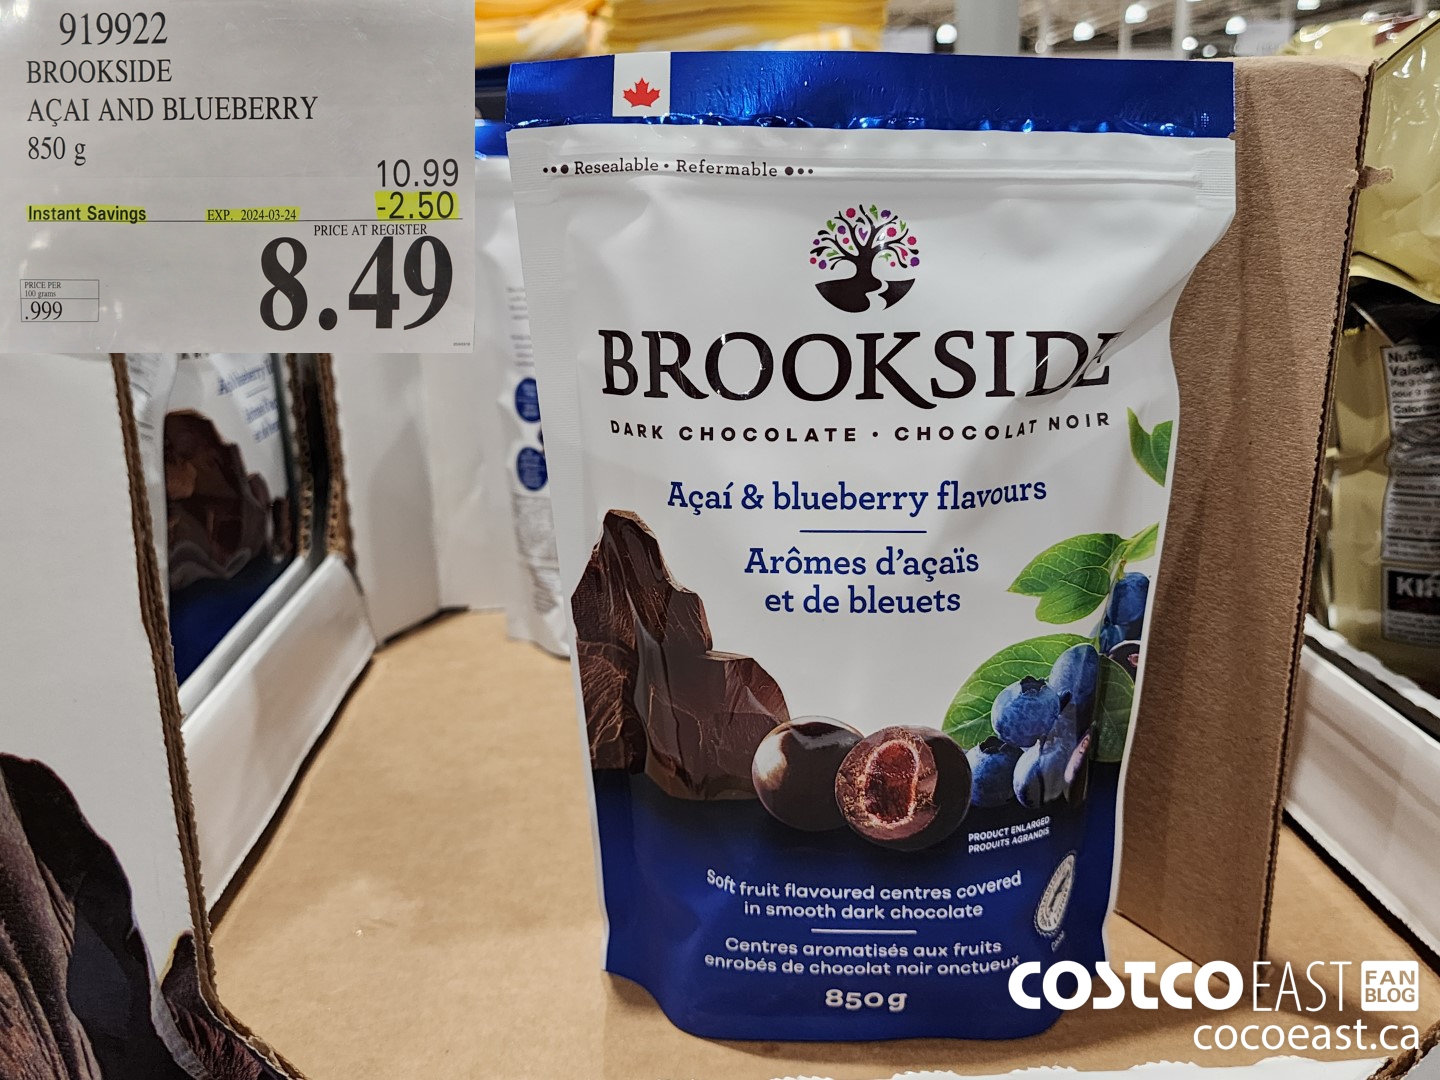 919922
BROOKSIDE
AÇAI AND BLUEBERRY
850 g
10.99
Instant Savings EXP. 2024-03-24 -2.50
PRICE AT REGISTER
8.49
PRICE PER
100 grams
.999
•• Resealable • Refermable ••
BROOKSIDE
DARK CHOCOLATE • CHOCOLAT NOIR
Açaí & blueberry flavours
Arômes d'açaïs
et de bleuets
PRODUCT ENLARGED
PRODUITS AGRANDIS
Soft fruit flavoured centres covered
in smooth dark chocolate
Centres aromatisés aux fruits
enrobés de chocolat noir onctueux
850 g
COSTCO EAST FAN BLOG
cocoeast.ca